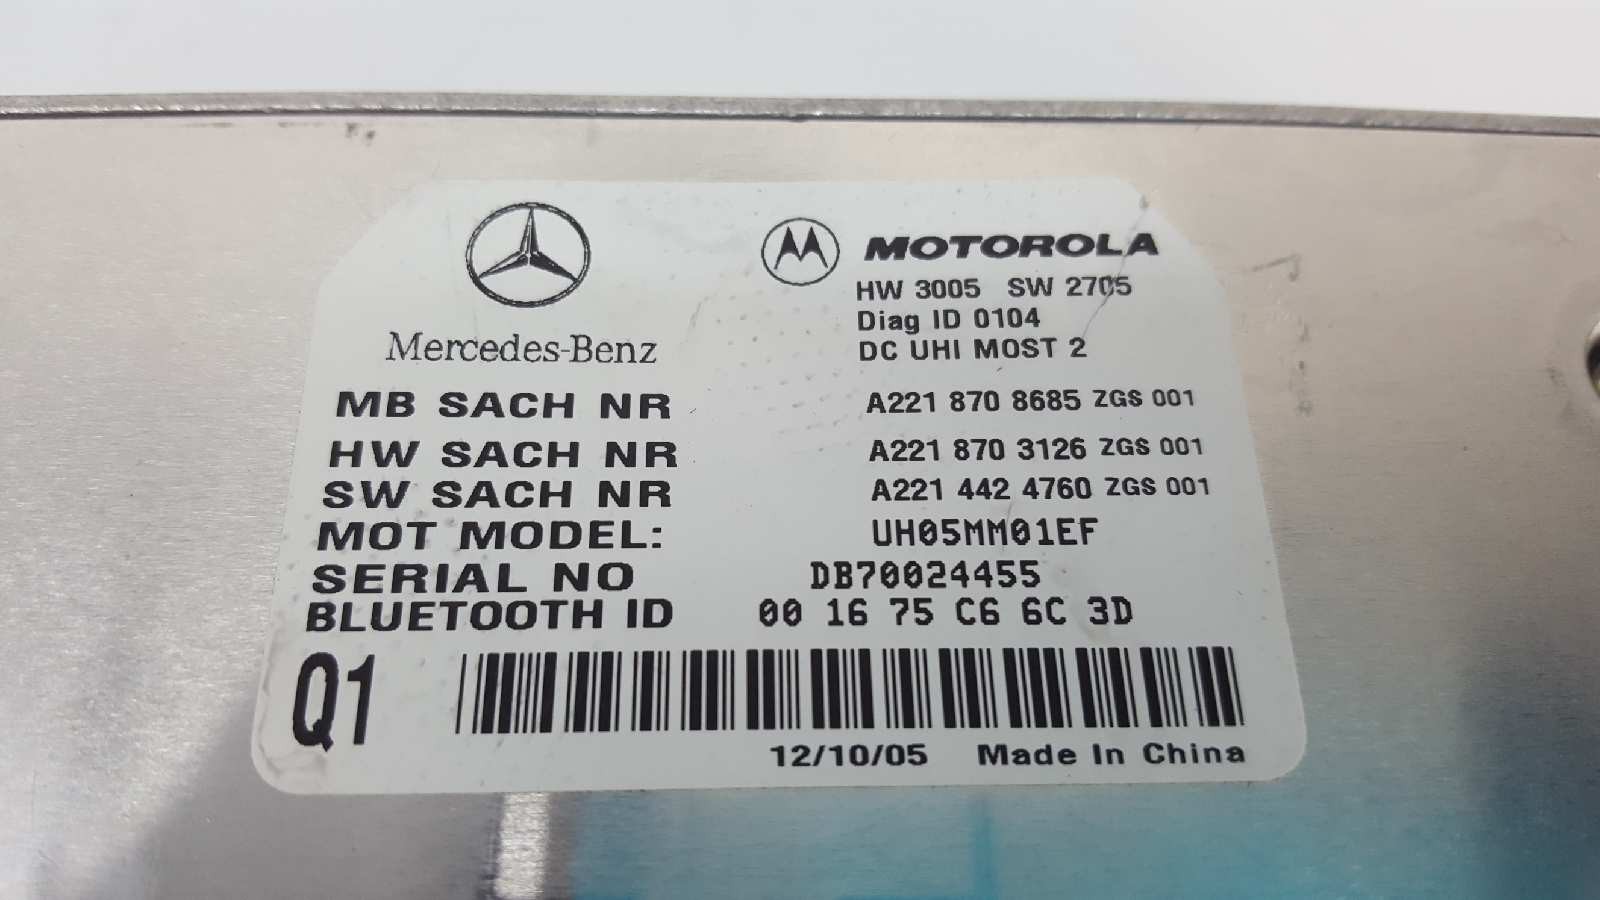 MOTOROLA
HW 3005 SW 2705
Diag ID 0104
DC UHI MOST 2
Mercedes-Benz
MB SACH NR A221 870 8685 ZGS 001
HW SACH NR A221 870 3126 ZGS 001
SW SACH NR A221 442 4760 ZGS 001
MOT MODEL: UH05MM01EF
SERIAL NO DB70024455
BLUETOOTH ID 00 16 75 C6 6C 3D
Q1
12/10/05 Made In China